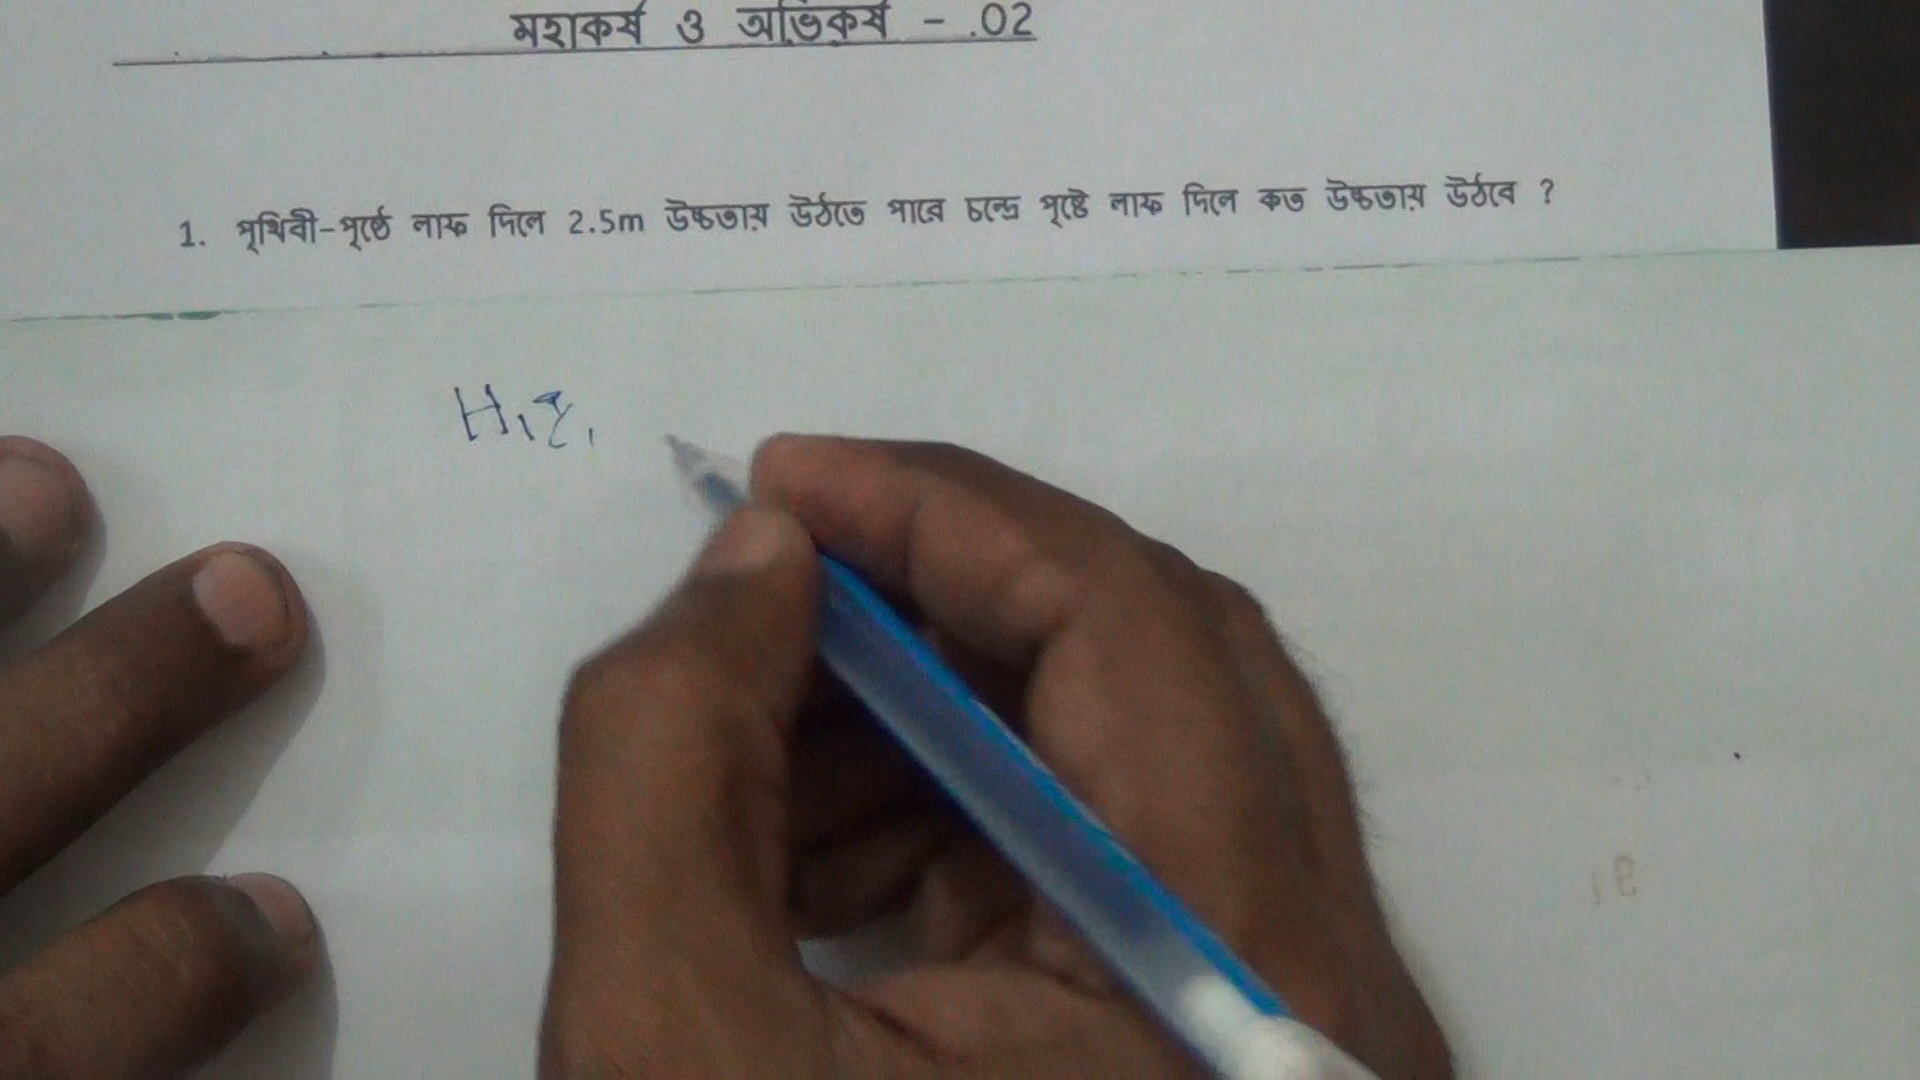 মহাকর্ষ ও অভিকর্ষ - .02
1. পৃথিবী-পৃষ্ঠে লাফ দিলে 2.5m উচ্চতায় উঠতে পারে চন্দ্রে পৃষ্ঠে লাফ দিলে কত উচ্চতায় উঠবে ?